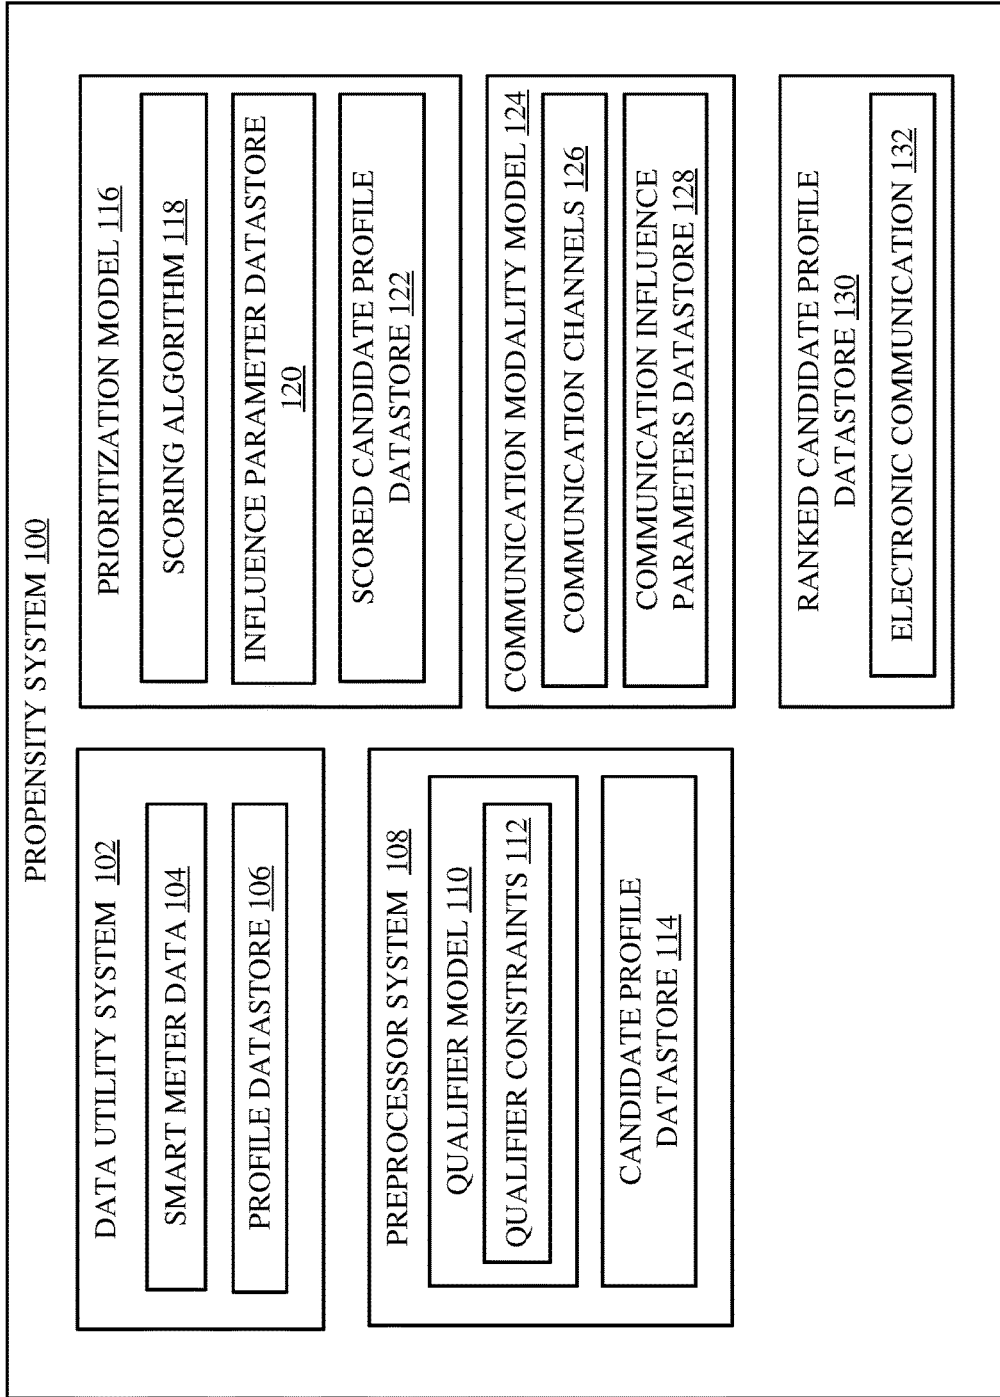 PROPENSITY SYSTEM 100
DATA UTILITY SYSTEM 102
SMART METER DATA 104
PROFILE DATASTORE 106
PREPROCESSOR SYSTEM 108
QUALIFIER MODEL 110
QUALIFIER CONSTRAINTS 112
CANDIDATE PROFILE
DATASTORE 114
PRIORITIZATION MODEL 116
SCORING ALGORITHM 118
INFLUENCE PARAMETER DATASTORE
120
SCORED CANDIDATE PROFILE
DATASTORE 122
COMMUNICATION MODALITY MODEL 124
COMMUNICATION CHANNELS 126
COMMUNICATION INFLUENCE
PARAMETERS DATASTORE 128
RANKED CANDIDATE PROFILE
DATASTORE 130
ELECTRONIC COMMUNICATION 132